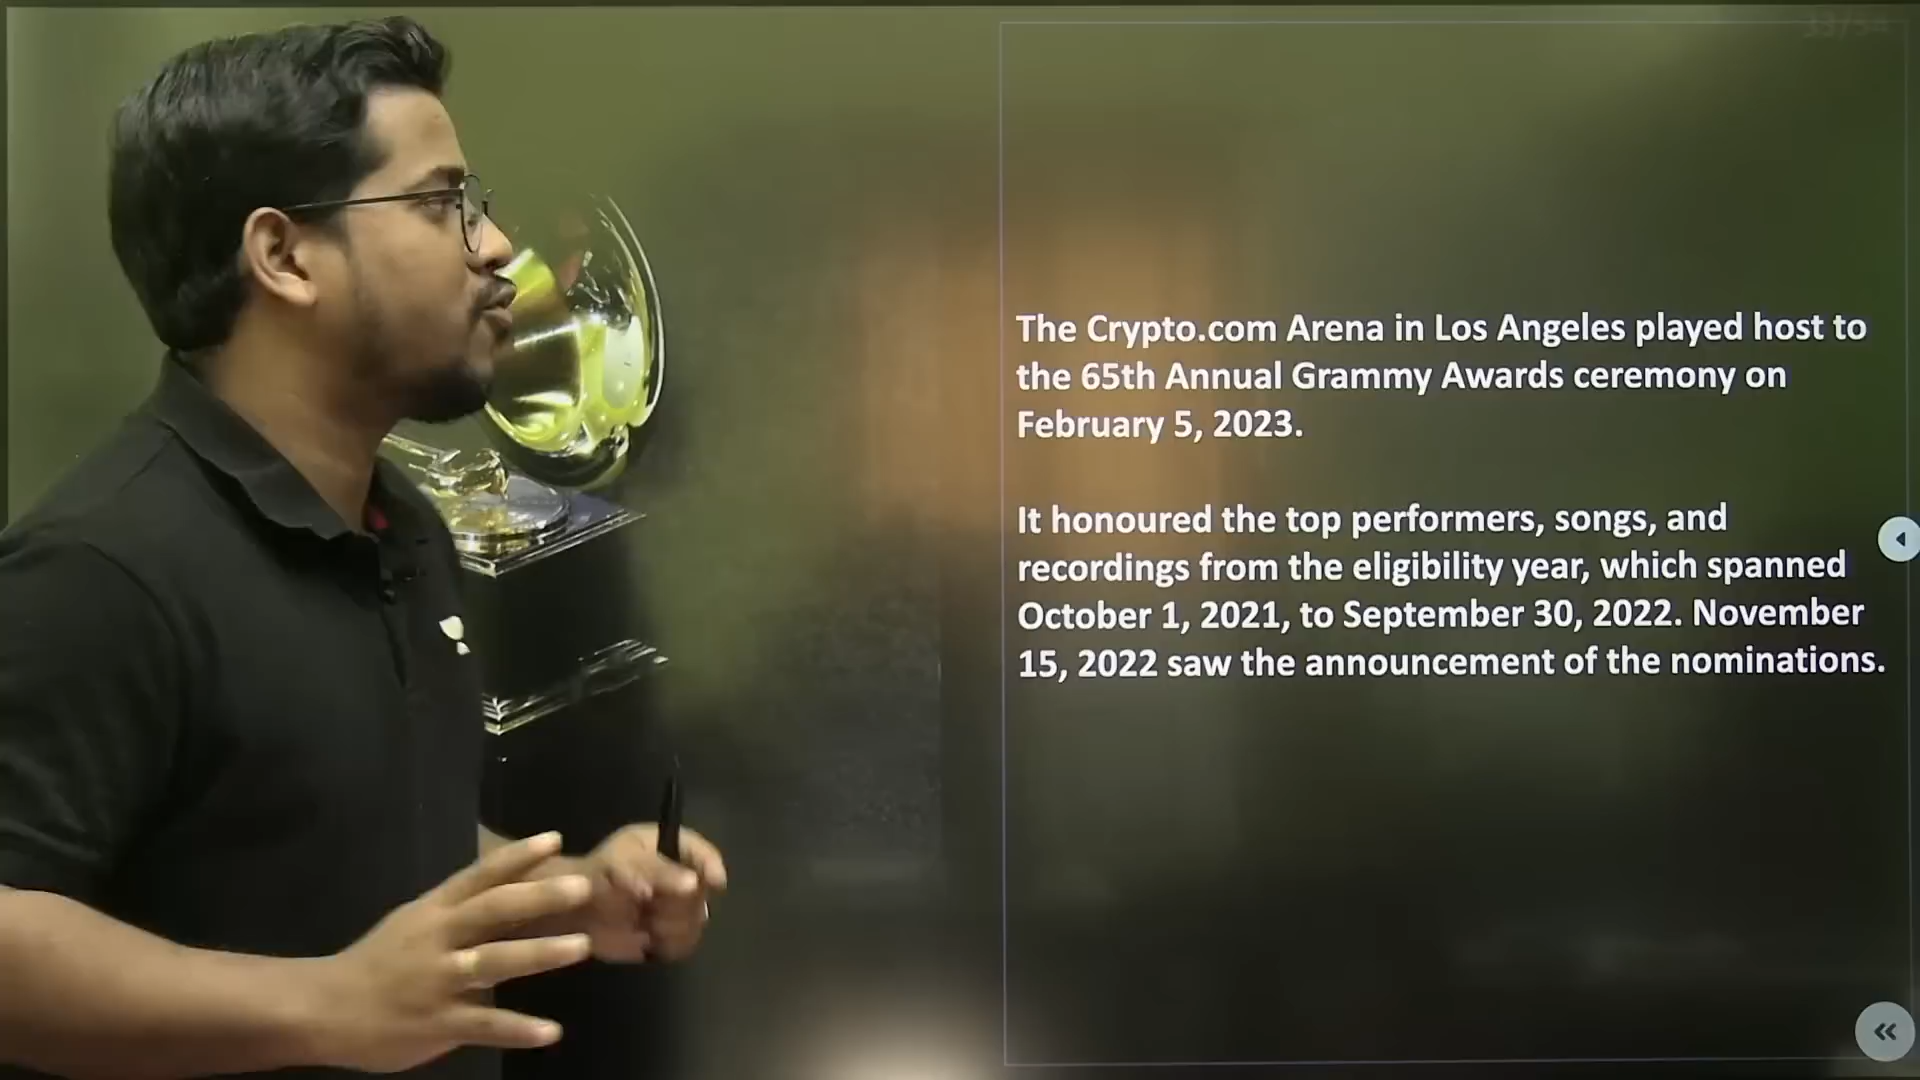 The Crypto.com Arena in Los Angeles played host to
the 65th Annual Grammy Awards ceremony on
February 5, 2023.
It honoured the top performers, songs, and
recordings from the eligibility year, which spanned
October 1, 2021, to September 30, 2022. November
15, 2022 saw the announcement of the nominations.